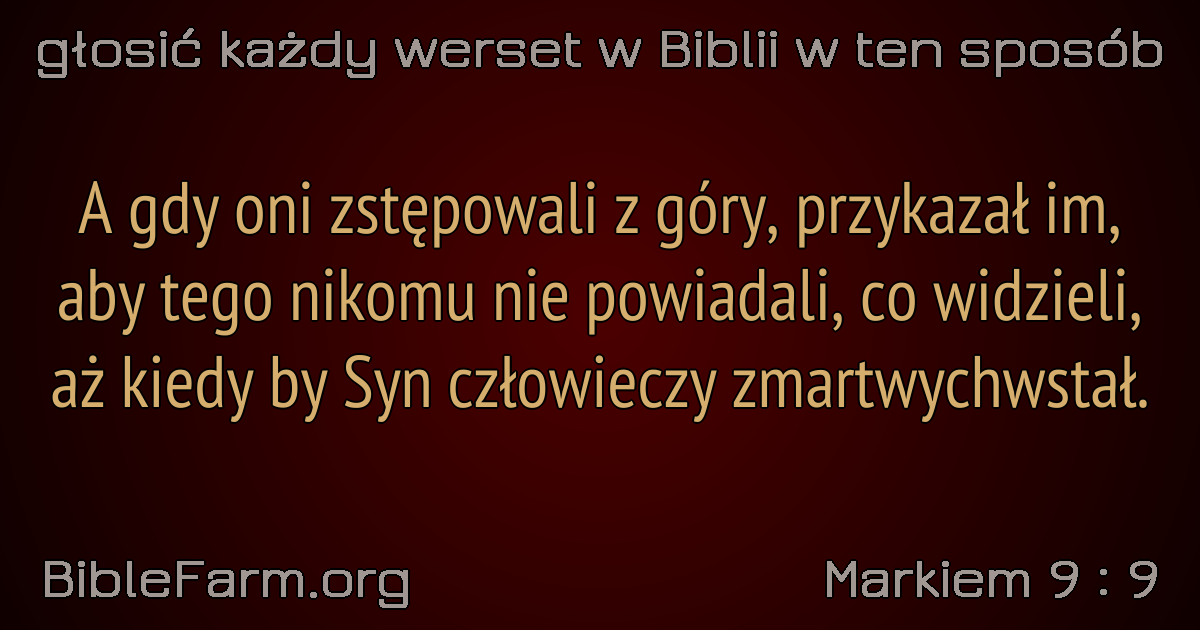 głosić każdy werset w Biblii w ten sposób
A gdy oni zstępowali z góry, przykazał im,
aby tego nikomu nie powiadali, co widzieli,
aż kiedy by Syn człowieczy zmartwychwstał.
BibleFarm.org
Markiem 9 : 9